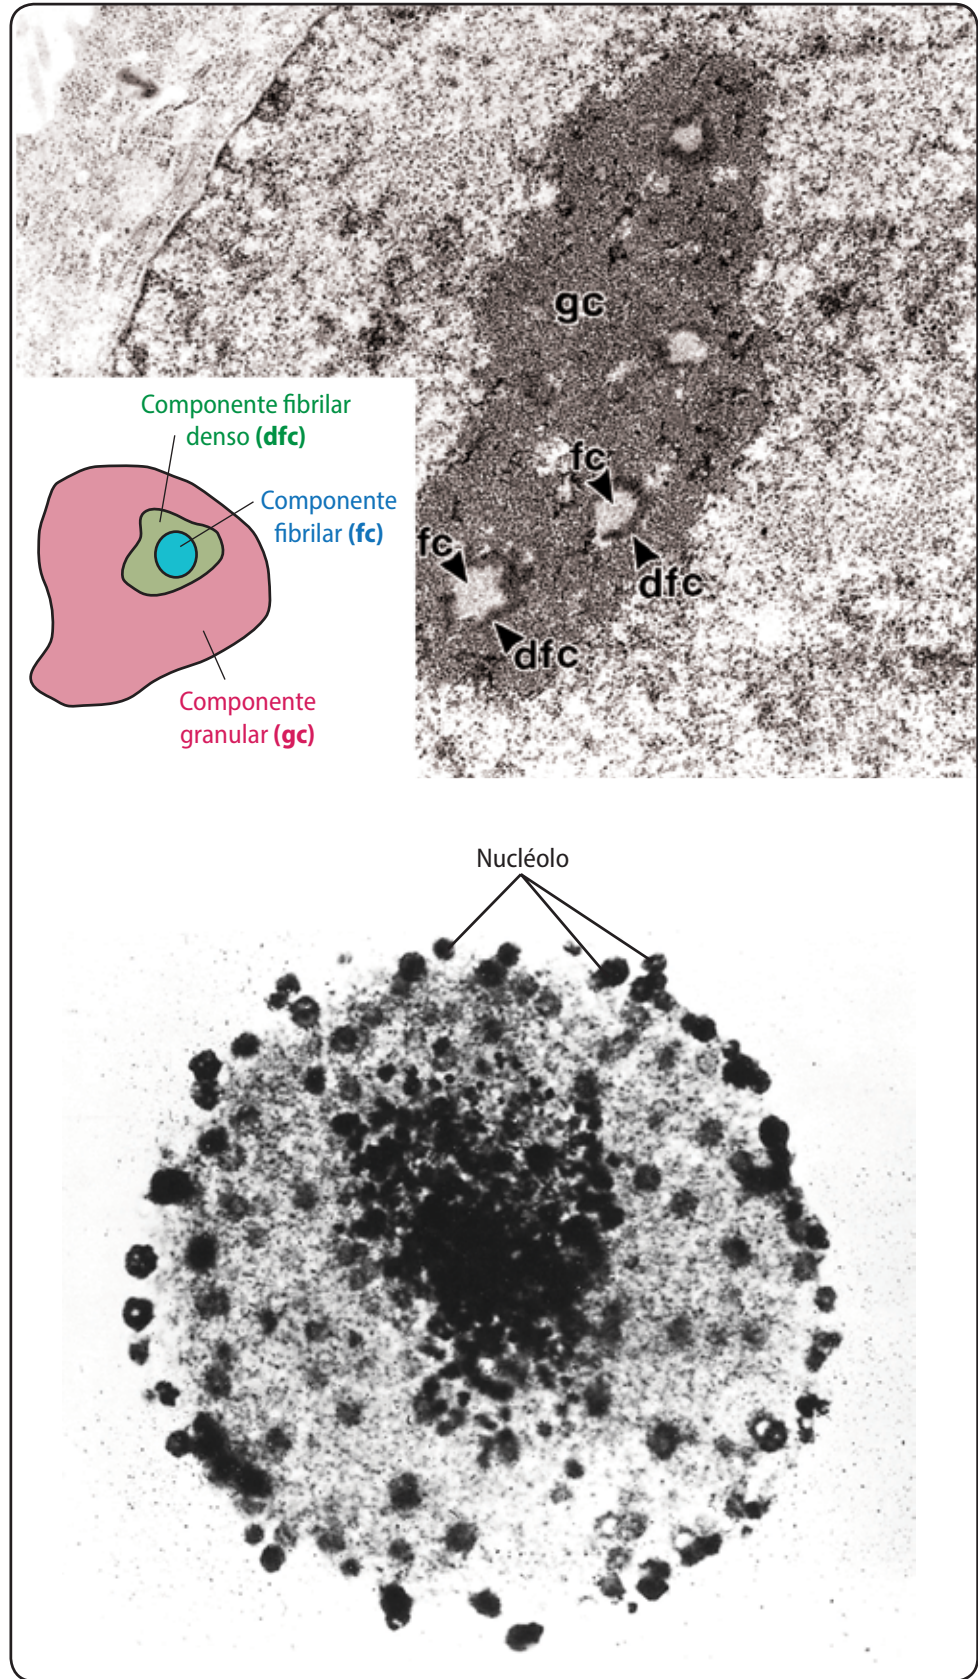 gc
Componente fibrilar
denso (dfc)
fc
Componente
fibrilar (fc)
fc
dfc
dfc
Componente
granular (gc)
Nucléolo